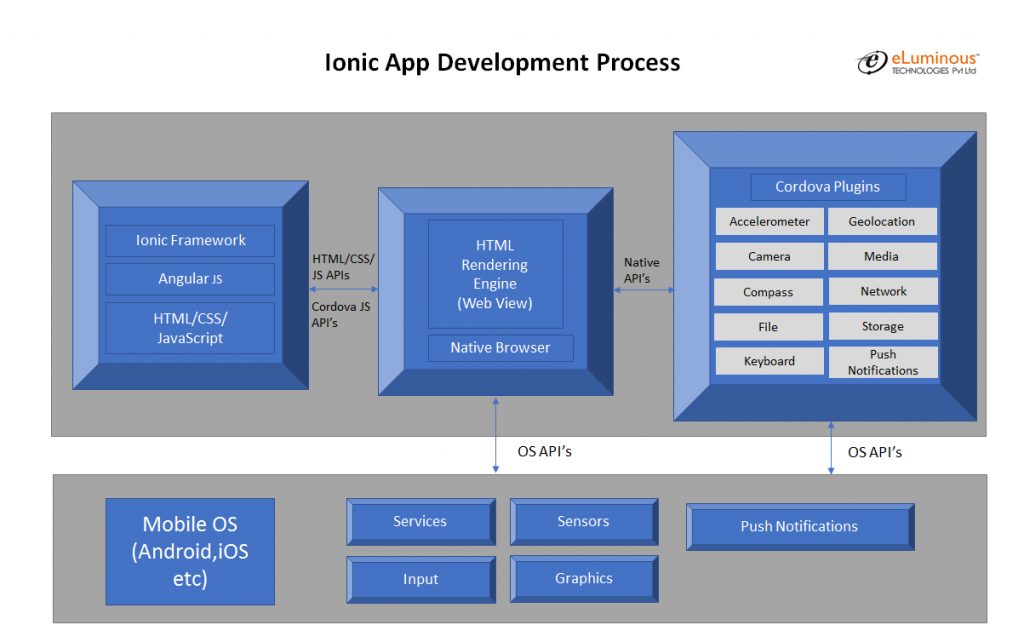 Ionic App Development Process
eLuminous™
TECHNOLOGIES Pvt Ltd
Ionic Framework
Angular JS
HTML/CSS/
JavaScript
HTML/CSS/
JS APIs
Cordova JS
API’s
HTML
Rendering
Engine
(Web View)
Native Browser
Native
API’s
Cordova Plugins
Accelerometer
Geolocation
Camera
Media
Compass
Network
File
Storage
Keyboard
Push
Notifications
OS API’s
OS API’s
Mobile OS
(Android,iOS
etc)
Services
Sensors
Push Notifications
Input
Graphics